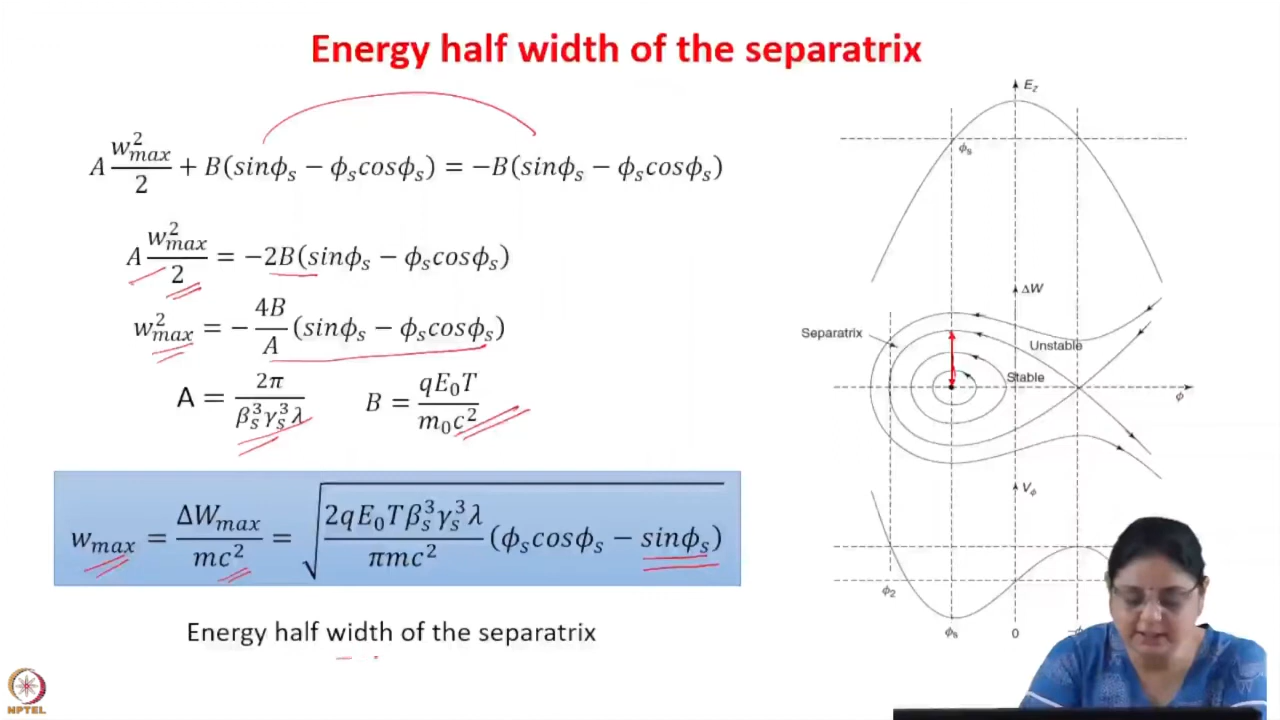 Energy half width of the separatrix
A w²ₘₐₓ/2 + B(sinϕₛ − ϕₛcosϕₛ) = −B(sinϕₛ − ϕₛcosϕₛ)
A w²ₘₐₓ/2 = −2B(sinϕₛ − ϕₛcosϕₛ)
w²ₘₐₓ = − 4B/A (sinϕₛ − ϕₛcosϕₛ)
A = 2π/(βₛ³γₛ³λ) B = qE₀T/(m₀c²)
wₘₐₓ = ΔWₘₐₓ/mc² = √(2qE₀Tβₛ³γₛ³λ/πmc² (ϕₛcosϕₛ − sinϕₛ))
Energy half width of the separatrix
E_z
ϕₛ
ΔW
Separatrix
Unstable
Stable
ϕ
V_ϕ
ϕ₂
ϕₛ
0
NPTEL